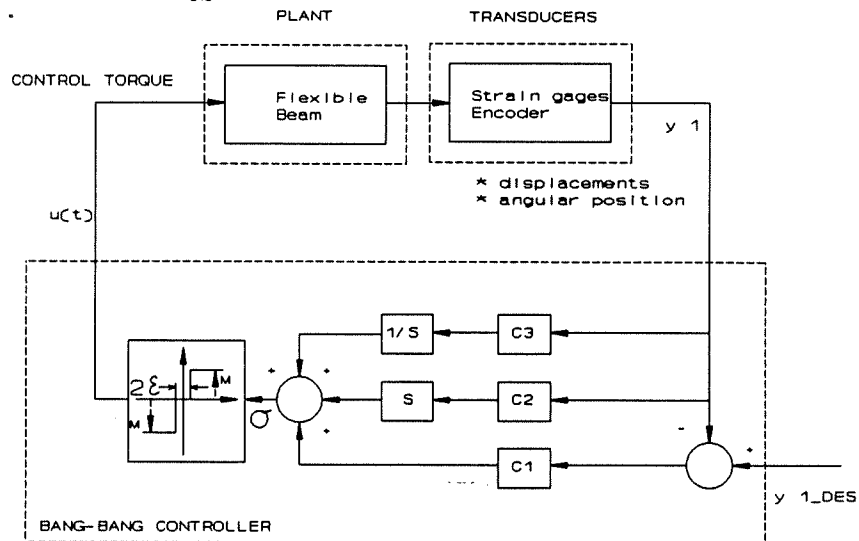 PLANT
TRANSDUCERS
CONTROL TORQUE
Flexible
Beam
Strain gages
Encoder
y 1
* displacements
* angular position
u(t)
1/S
C3
M
2ε
M
σ
+
+
+
S
C2
C1
-
+
y 1_DES
BANG-BANG CONTROLLER